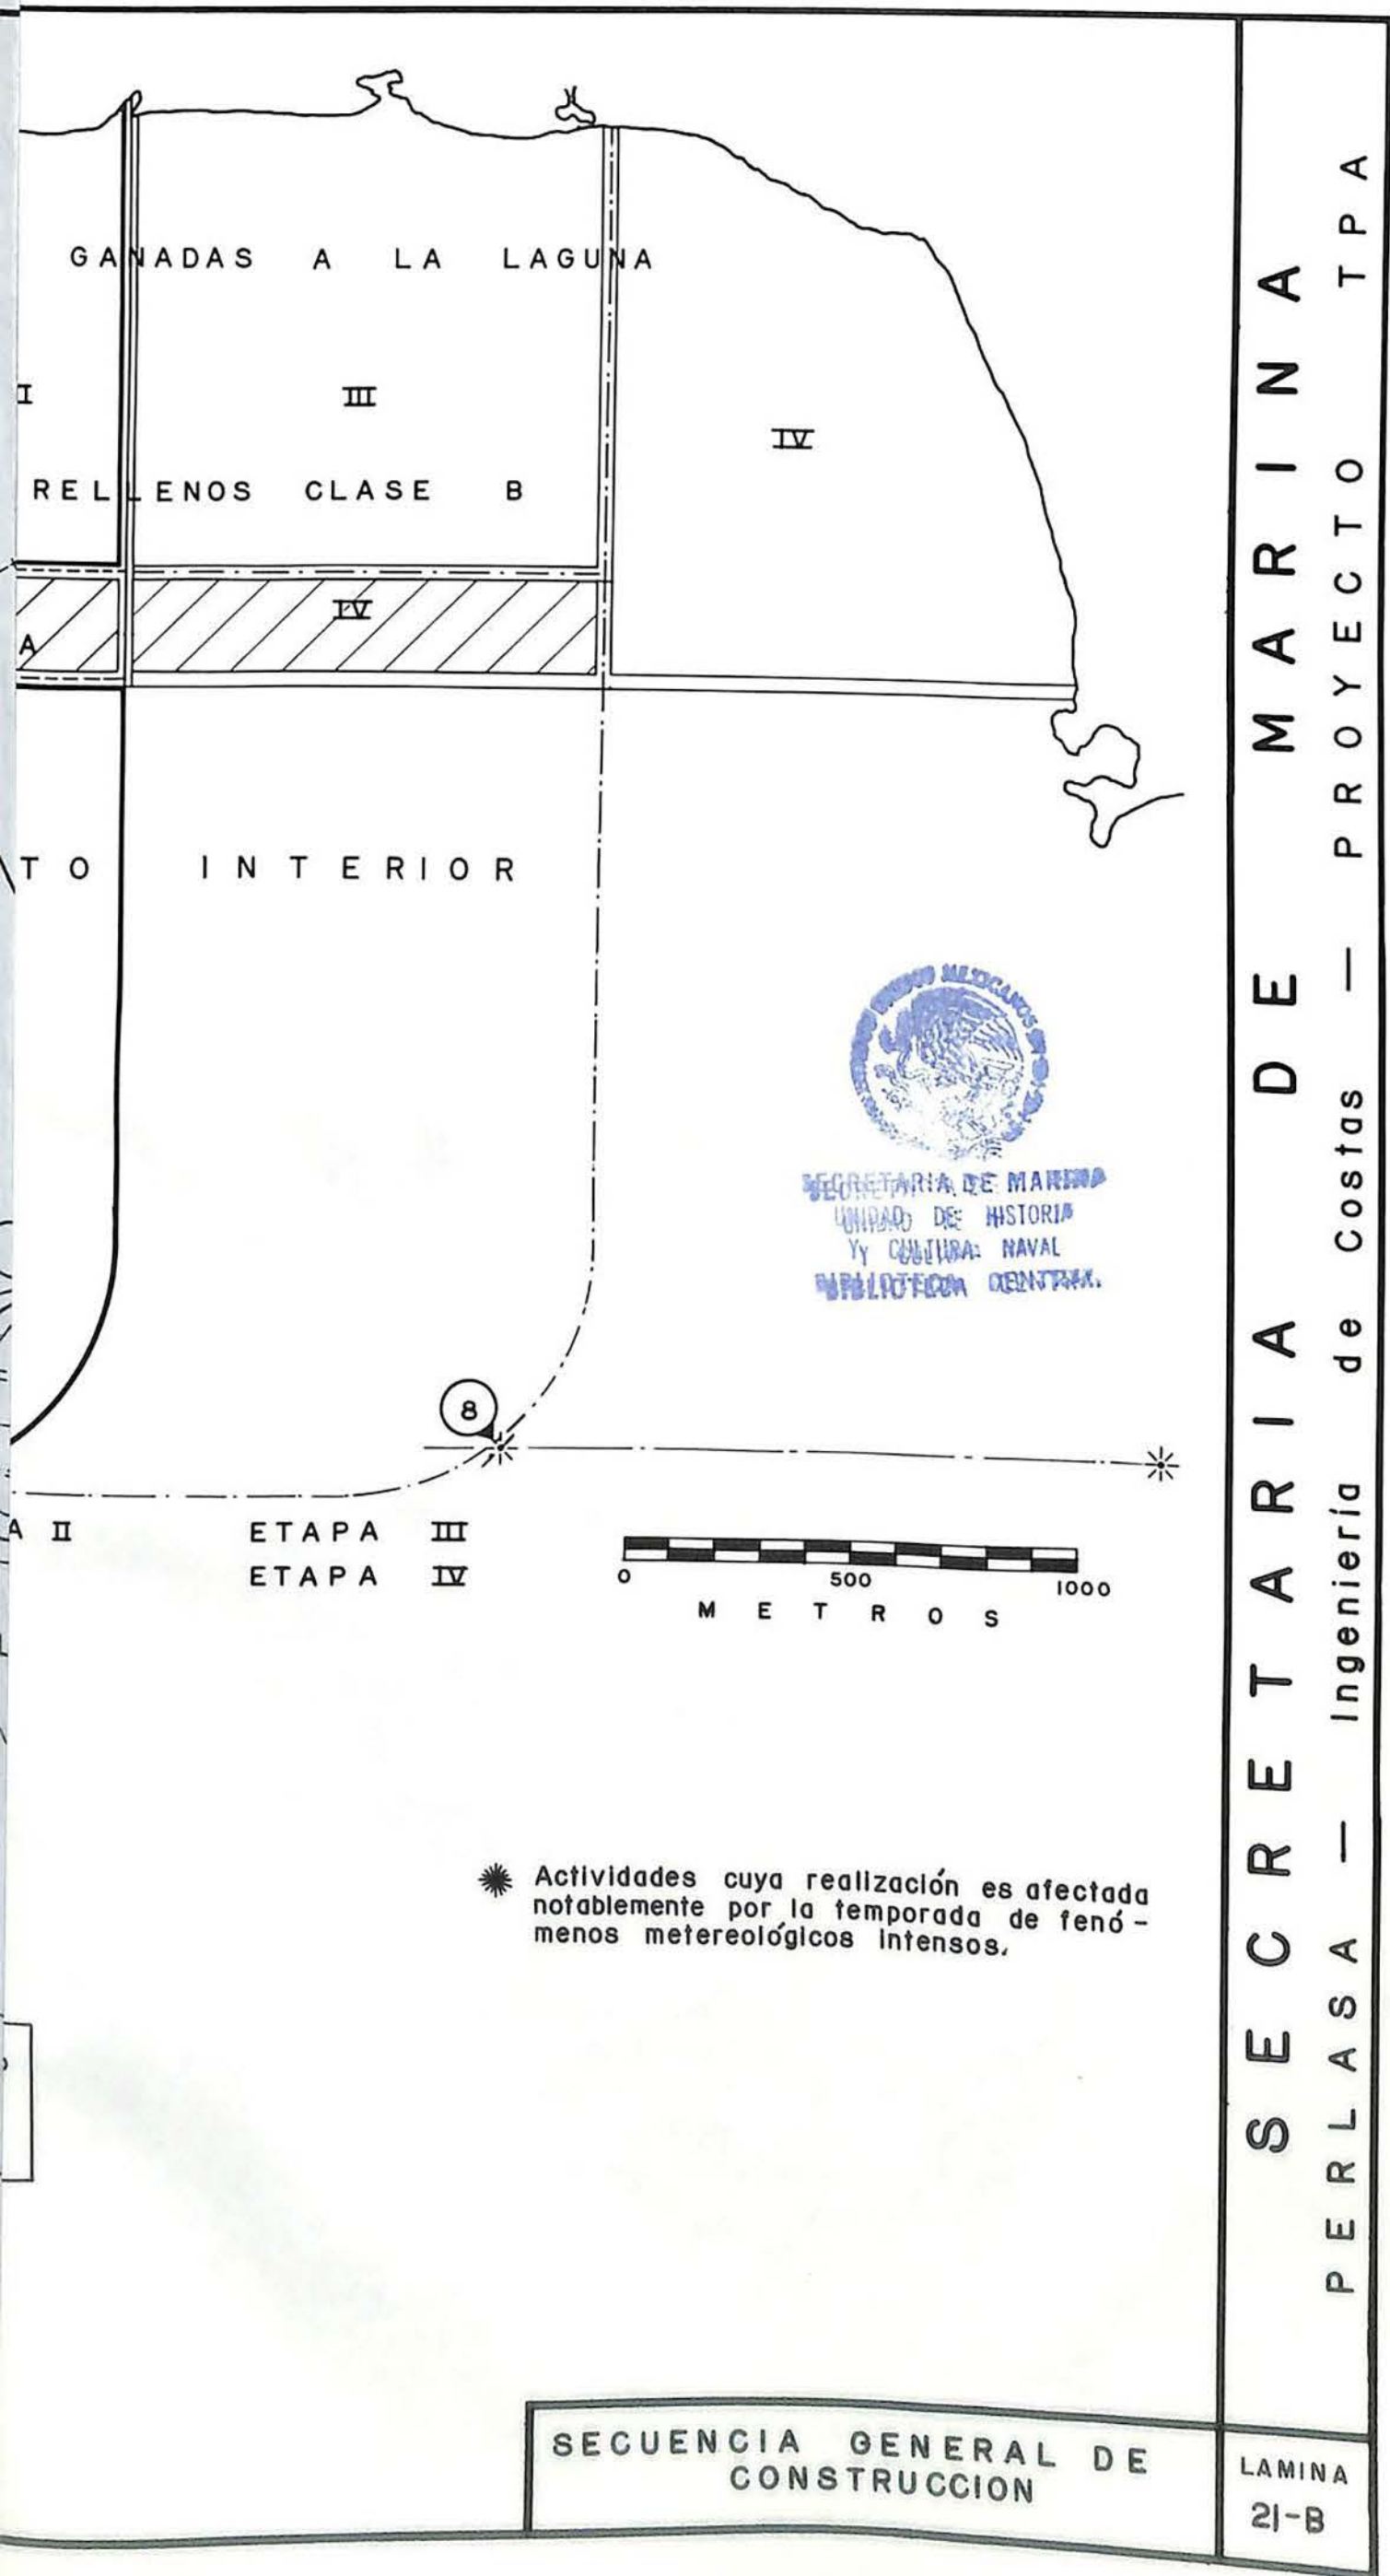 GANADAS A LA LAGUNA
II
III
IV
RELLENOS CLASE B
IV
A
TO INTERIOR
MEXICANOS
SECRETARIA DE MARINA
UNIDAD DE HISTORIA
Y CULTURA NAVAL
BIBLIOTECA CENTRAL.
8
A II
ETAPA III
ETAPA IV
0 500 1000
METROS
Actividades cuya realización es afectada
notablemente por la temporada de fenó-
menos metereológicos intensos.
SECUENCIA GENERAL DE
CONSTRUCCION
SECRETARIA DE MARINA
PERLASA — Ingeniería de Costas — PROYECTO TPA
LAMINA
21-B